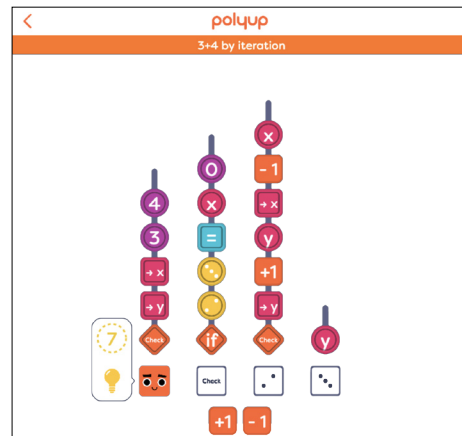 polyup
3+4 by iteration
x
0 - 1
4 x → x
3 = y
→ x +1
→ y → y
Check if Check y
7
Check
+1 - 1